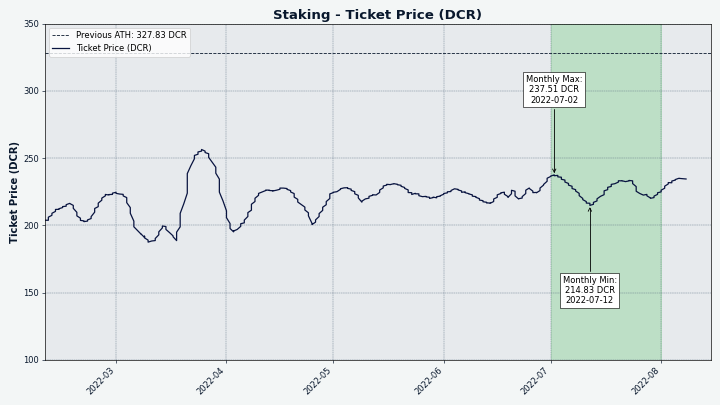 Staking - Ticket Price (DCR)
Previous ATH: 327.83 DCR
Ticket Price (DCR)
Ticket Price (DCR)
350
300
250
200
150
100
Monthly Max:
237.51 DCR
2022-07-02
Monthly Min:
214.83 DCR
2022-07-12
2022-03
2022-04
2022-05
2022-06
2022-07
2022-08